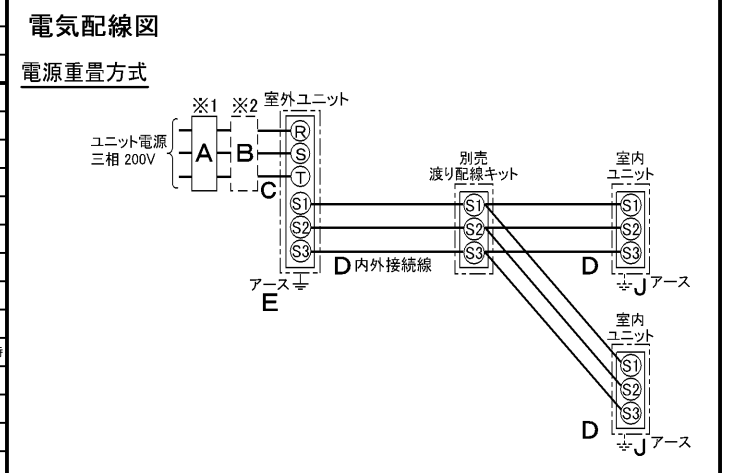 電気配線図
電源重畳方式
※1 ※2 室外ユニット
ユニット電源
三相 200V
A
B
C
R
S
T
S1
S2
S3
アース
E
D 内外接続線
別売
渡り配線キット
S1
S2
S3
室内
ユニット
S1
S2
S3
D
J アース
室内
ユニット
S1
S2
S3
D
J アース